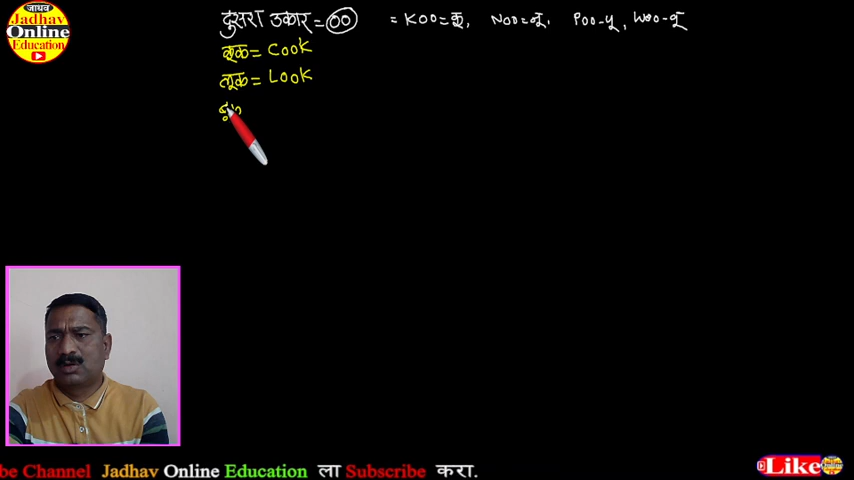 जाधव
Jadhav
Online
Education
दुसरा उकार = OO = KOO = कू, NOO = नू, POO - पू, WOO - वू
कूक = COOK
लूक = LOOK
be Channel Jadhav Online Education ला Subscribe करा.
Like